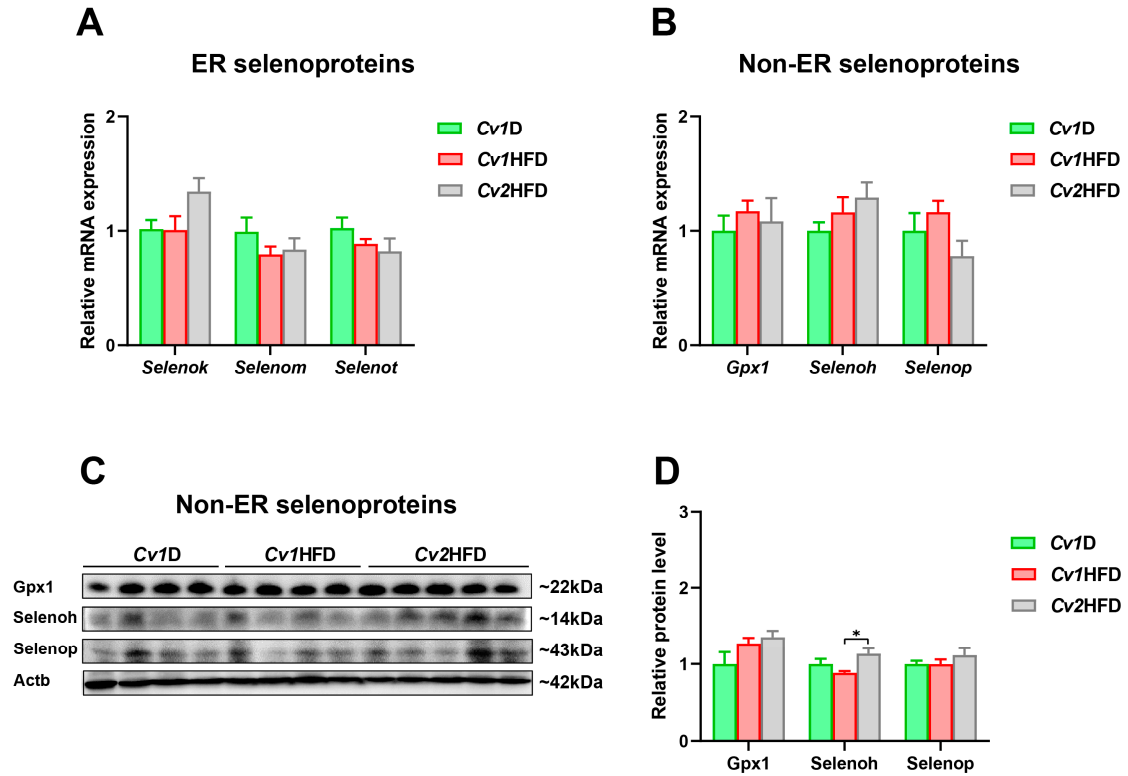 A
ER selenoproteins
Relative mRNA expression
2
1
0
Selenok Selenom Selenot
Cv1D
Cv1HFD
Cv2HFD
B
Non-ER selenoproteins
Relative mRNA expression
2
1
0
Gpx1 Selenoh Selenop
Cv1D
Cv1HFD
Cv2HFD
C
Non-ER selenoproteins
Cv1D Cv1HFD Cv2HFD
Gpx1 ~22kDa
Selenoh ~14kDa
Selenop ~43kDa
Actb ~42kDa
D
Relative protein level
3
2
1
0
*
Gpx1 Selenoh Selenop
Cv1D
Cv1HFD
Cv2HFD